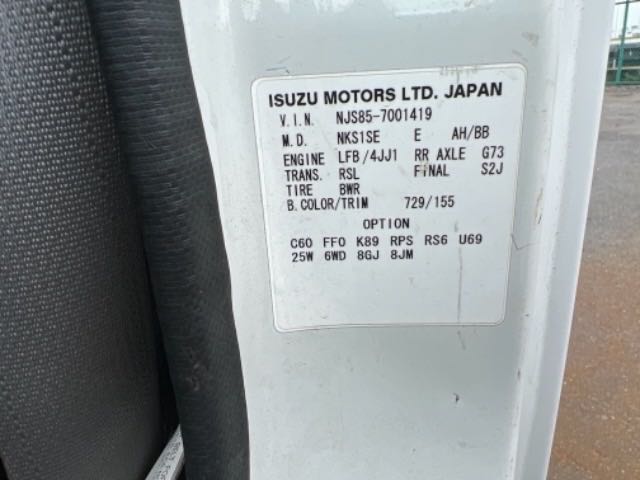 ISUZU MOTORS LTD. JAPAN
V.I.N. NJS85-7001419
M.D. NKS1SE E AH/BB
ENGINE LFB/4JJ1 RR AXLE G73
TRANS. RSL FINAL S2J
TIRE BWR
B.COLOR/TRIM 729/155
OPTION
C60 FF0 K89 RPS RS6 U69
25W 6WD 8GJ 8JM